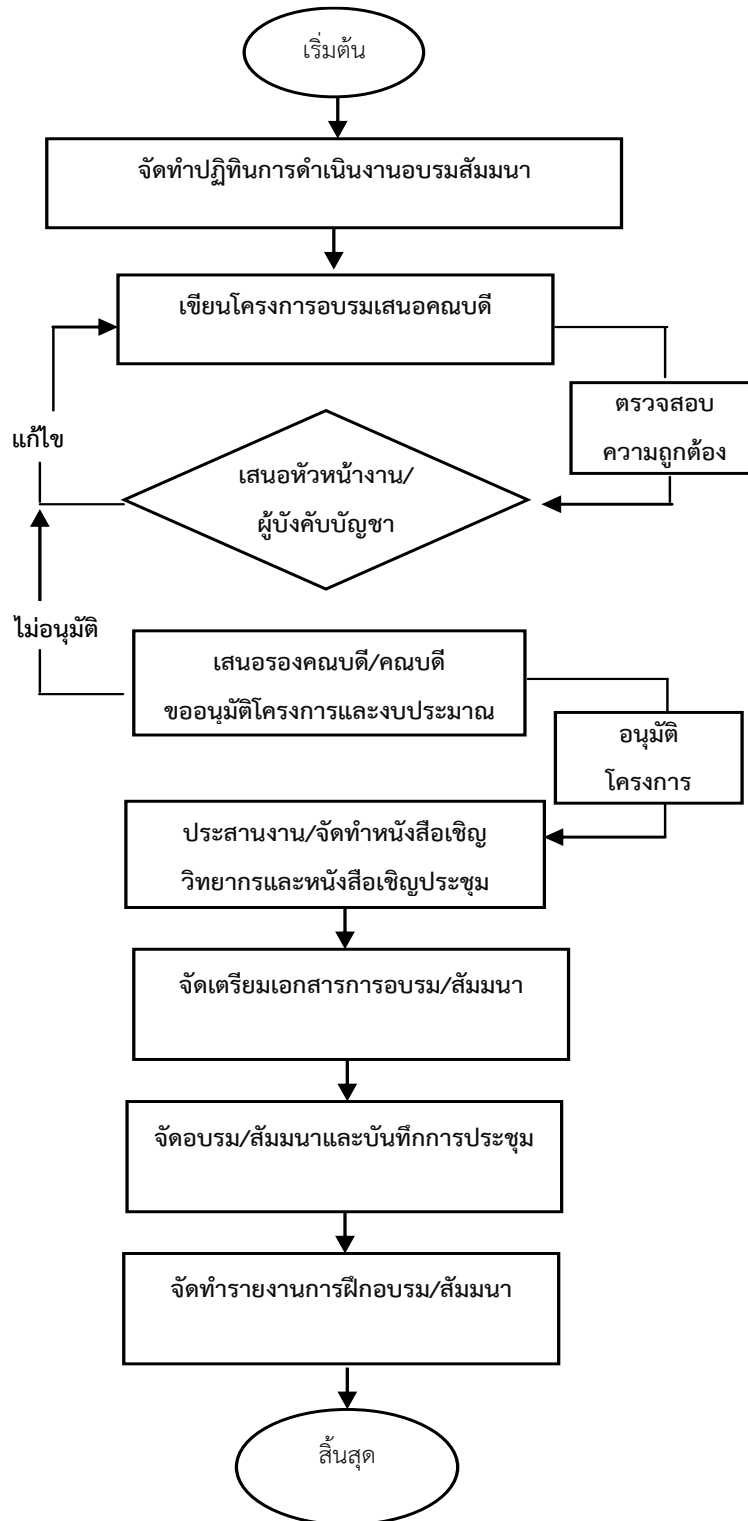 เริ่มต้น
จัดทำปฏิทินการดำเนินงานอบรมสัมมนา
เขียนโครงการอบรมเสนอคณบดี
ตรวจสอบ
ความถูกต้อง
แก้ไข
เสนอหัวหน้างาน/
ผู้บังคับบัญชา
ไม่อนุมัติ
เสนอรองคณบดี/คณบดี
ขออนุมัติโครงการและงบประมาณ
อนุมัติ
โครงการ
ประสานงาน/จัดทำหนังสือเชิญ
วิทยากรและหนังสือเชิญประชุม
จัดเตรียมเอกสารการอบรม/สัมมนา
จัดอบรม/สัมมนาและบันทึกการประชุม
จัดทำรายงานการฝึกอบรม/สัมมนา
สิ้นสุด